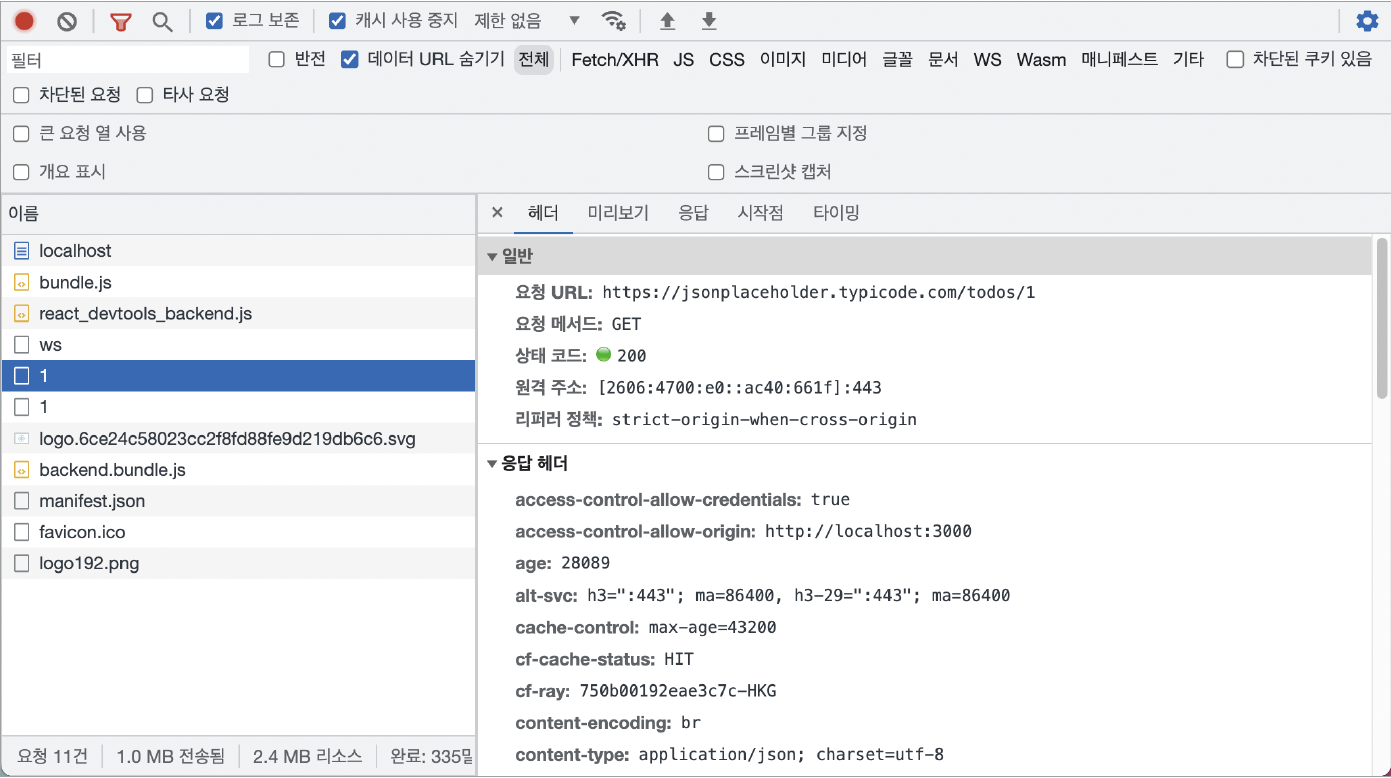 로그 보존 캐시 사용 중지 제한 없음
필터 반전 데이터 URL 숨기기 전체 Fetch/XHR JS CSS 이미지 미디어 글꼴 문서 WS Wasm 매니페스트 기타 차단된 쿠키 있음
차단된 요청 타사 요청
큰 요청 열 사용 프레임별 그룹 지정
개요 표시 스크린샷 캡처
이름
localhost
bundle.js
react_devtools_backend.js
ws
1
1
logo.6ce24c58023cc2f8fd88fe9d219db6c6.svg
backend.bundle.js
manifest.json
favicon.ico
logo192.png
요청 11건 1.0 MB 전송됨 2.4 MB 리소스 완료: 335밀
× 헤더 미리보기 응답 시작점 타이밍
일반
요청 URL: https://jsonplaceholder.typicode.com/todos/1
요청 메서드: GET
상태 코드: 200
원격 주소: [2606:4700:e0::ac40:661f]:443
리퍼러 정책: strict-origin-when-cross-origin
응답 헤더
access-control-allow-credentials: true
access-control-allow-origin: http://localhost:3000
age: 28089
alt-svc: h3=":443"; ma=86400, h3-29=":443"; ma=86400
cache-control: max-age=43200
cf-cache-status: HIT
cf-ray: 750b00192eae3c7c-HKG
content-encoding: br
content-type: application/json; charset=utf-8